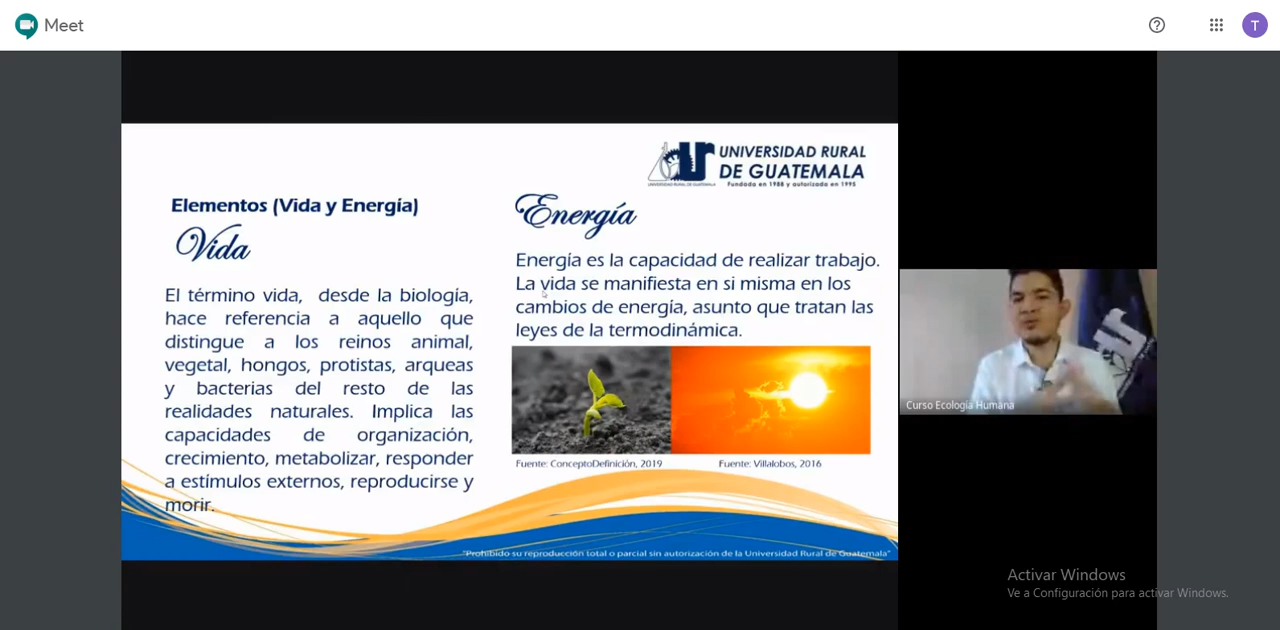 Meet
T
UNIVERSIDAD RURAL
DE GUATEMALA
Fundada en 1988 y autorizada en 1995
UNIVERSIDAD RURAL DE GUATEMALA
Elementos (Vida y Energía)
Vida
El término vida, desde la biología,
hace referencia a aquello que
distingue a los reinos animal,
vegetal, hongos, protistas, arqueas
y bacterias del resto de las
realidades naturales. Implica las
capacidades de organización,
crecimiento, metabolizar, responder
a estímulos externos, reproducirse y
morir.
Energía
Energía es la capacidad de realizar trabajo.
La vida se manifiesta en si misma en los
cambios de energía, asunto que tratan las
leyes de la termodinámica.
Fuente: ConceptoDefinición, 2019
Fuente: Villalobos, 2016
"Prohibido su reproducción total o parcial sin autorización de la Universidad Rural de Guatemala"
Curso Ecología Humana
Activar Windows
Ve a Configuración para activar Windows.